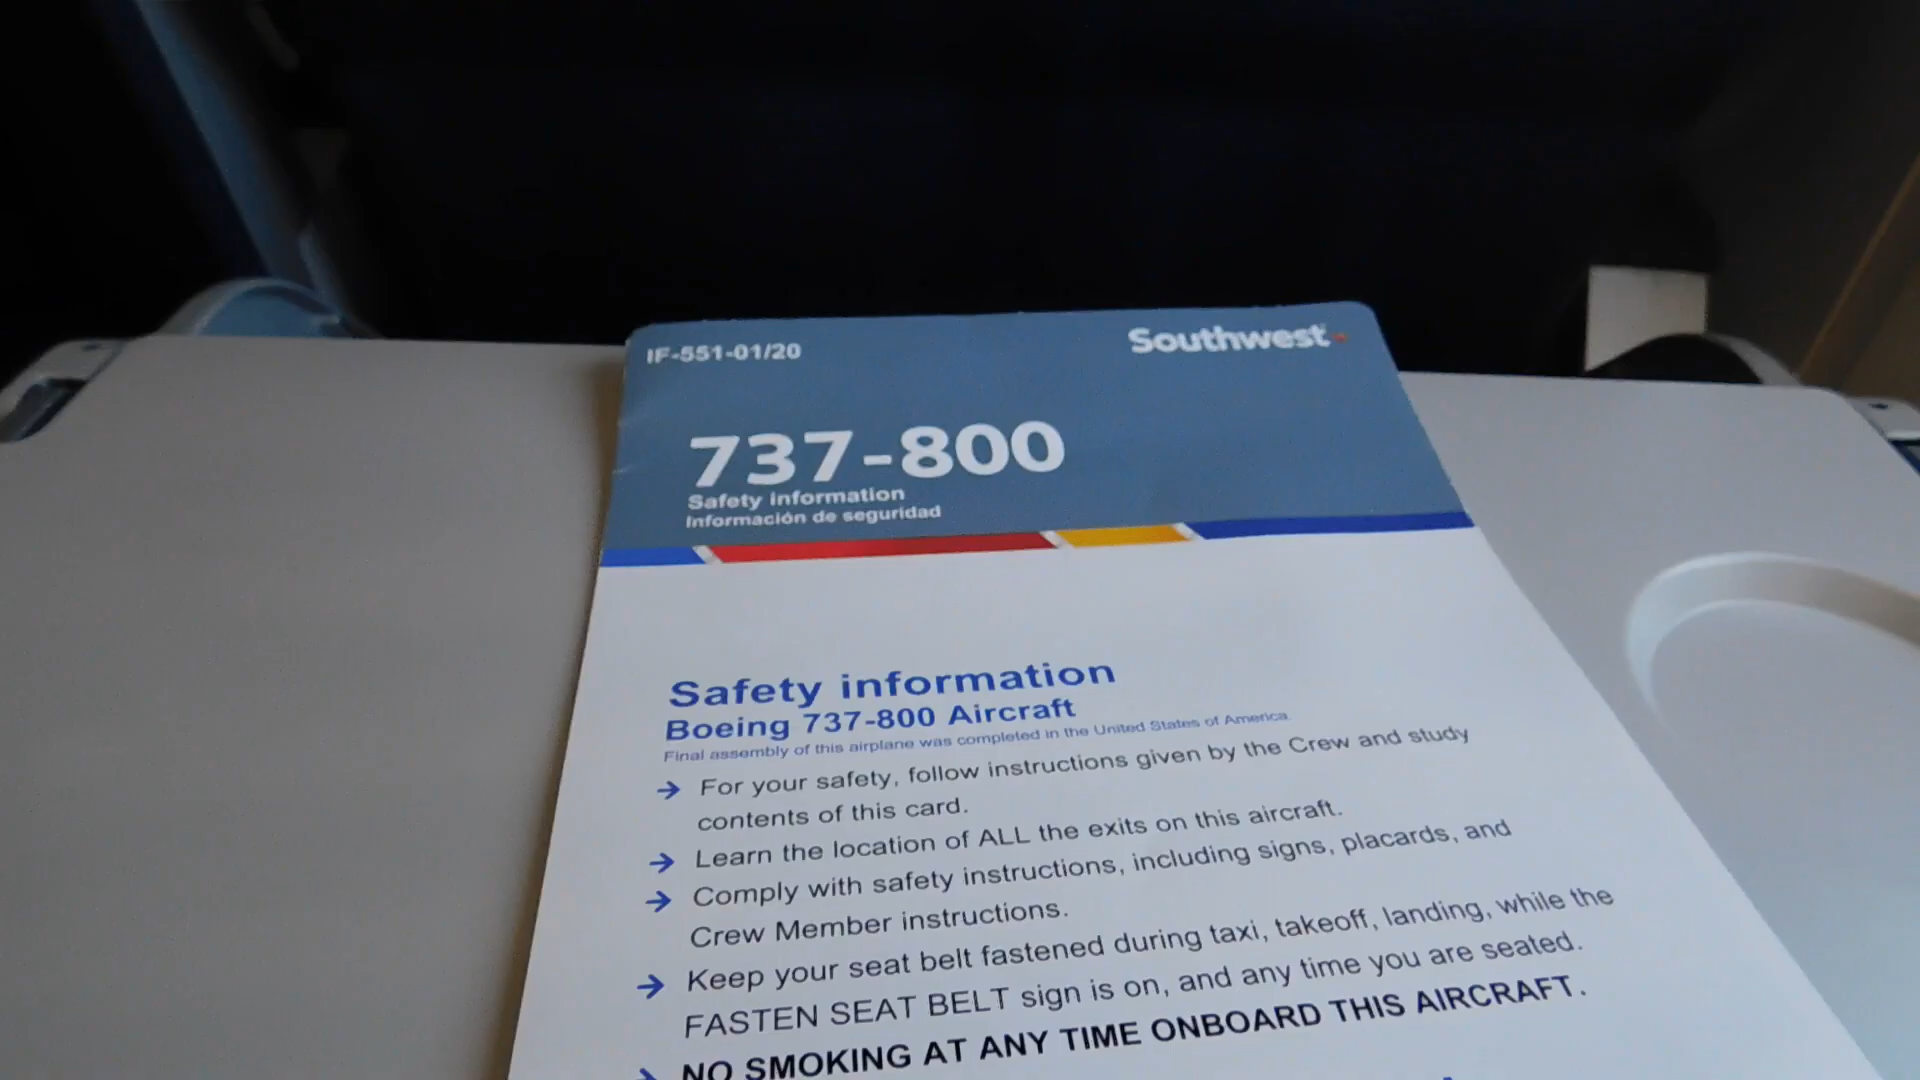 IF-551-01/20
Southwest
737-800
Safety information
Información de seguridad
Safety information
Boeing 737-800 Aircraft
Final assembly of this airplane was completed in the United States of America.
→ For your safety, follow instructions given by the Crew and study
contents of this card.
→ Learn the location of ALL the exits on this aircraft.
→ Comply with safety instructions, including signs, placards, and
Crew Member instructions.
→ Keep your seat belt fastened during taxi, takeoff, landing, while the
FASTEN SEAT BELT sign is on, and any time you are seated.
→ NO SMOKING AT ANY TIME ONBOARD THIS AIRCRAFT.